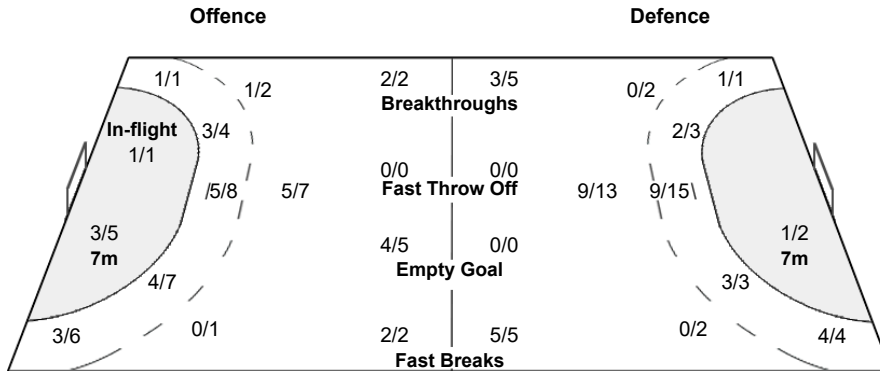 Offence Defence
1/1 2/2 3/5 1/1
1/2 0/2
Breakthroughs
In-flight 3/4 2/3
1/1
0/0 0/0
5/8 5/7 Fast Throw Off 9/13 9/15
3/5 1/2
4/5 0/0
7m 7m
Empty Goal
4/7 3/3
3/6 0/1 2/2 5/5 0/2 4/4
Fast Breaks